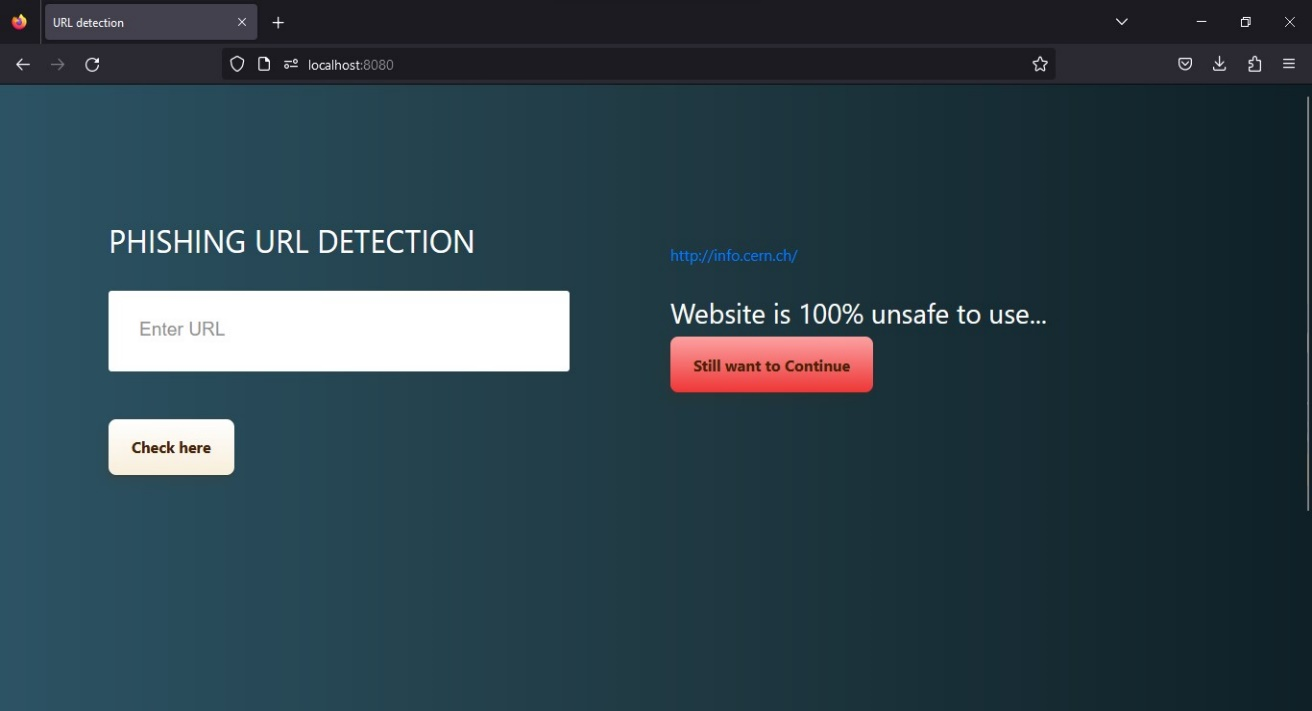 URL detection
localhost:8080
PHISHING URL DETECTION
Enter URL
Check here
http://info.cern.ch/
Website is 100% unsafe to use...
Still want to Continue